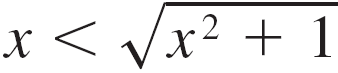 x < √(x² + 1)